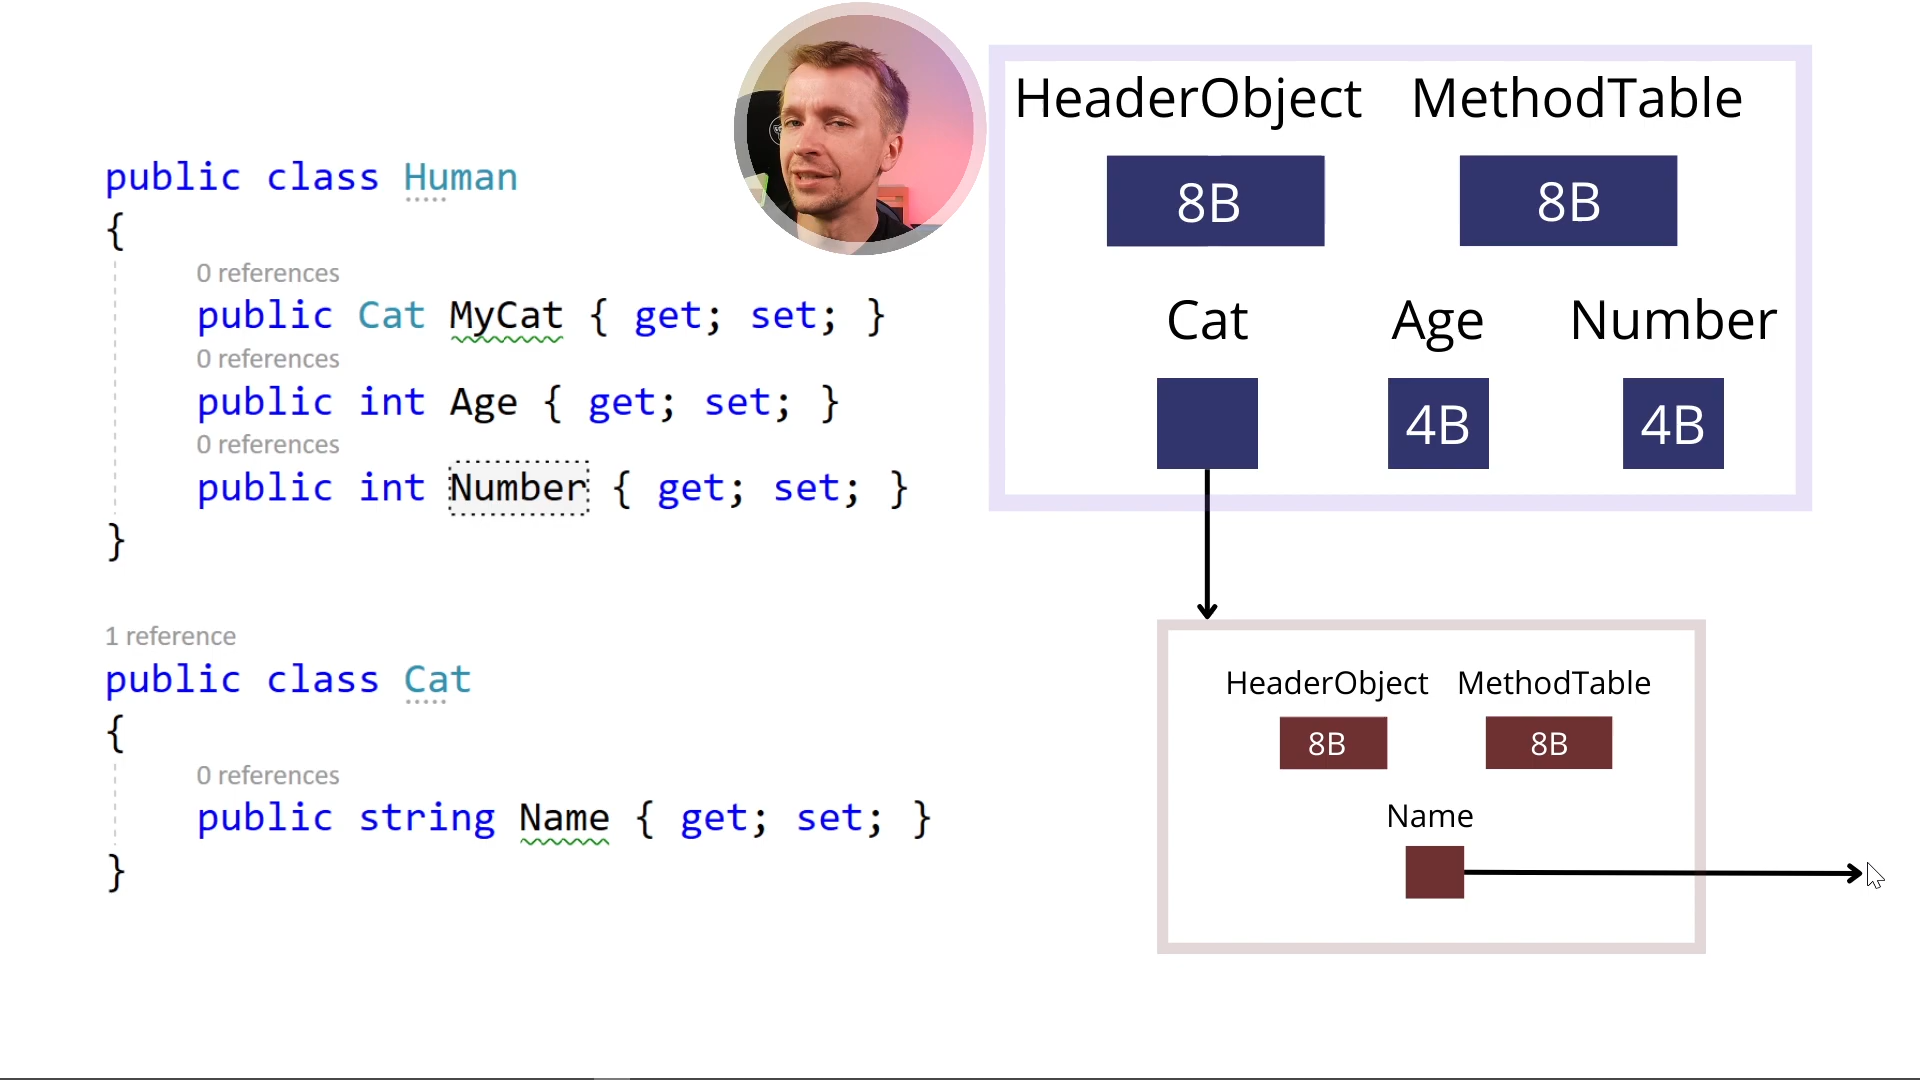 public class Human
{
0 references
public Cat MyCat { get; set; }
0 references
public int Age { get; set; }
0 references
public int Number { get; set; }
}
1 reference
public class Cat
{
0 references
public string Name { get; set; }
}
HeaderObject MethodTable
8B 8B
Cat Age Number
4B 4B
HeaderObject MethodTable
8B 8B
Name